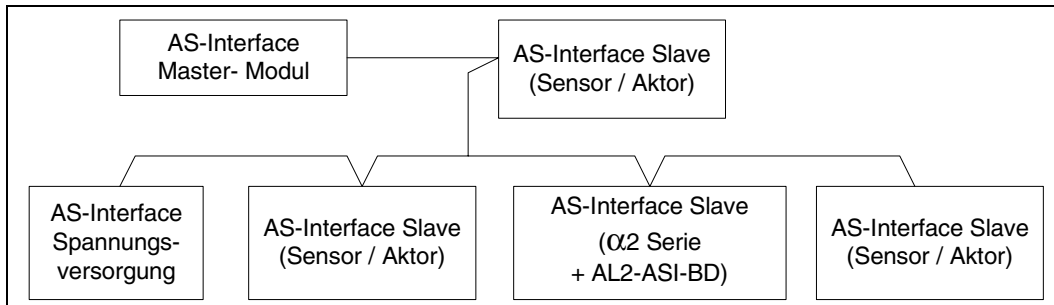 AS-Interface
Master- Modul
AS-Interface Slave
(Sensor / Aktor)
AS-Interface
Spannungs-
versorgung
AS-Interface Slave
(Sensor / Aktor)
AS-Interface Slave
(α2 Serie
+ AL2-ASI-BD)
AS-Interface Slave
(Sensor / Aktor)